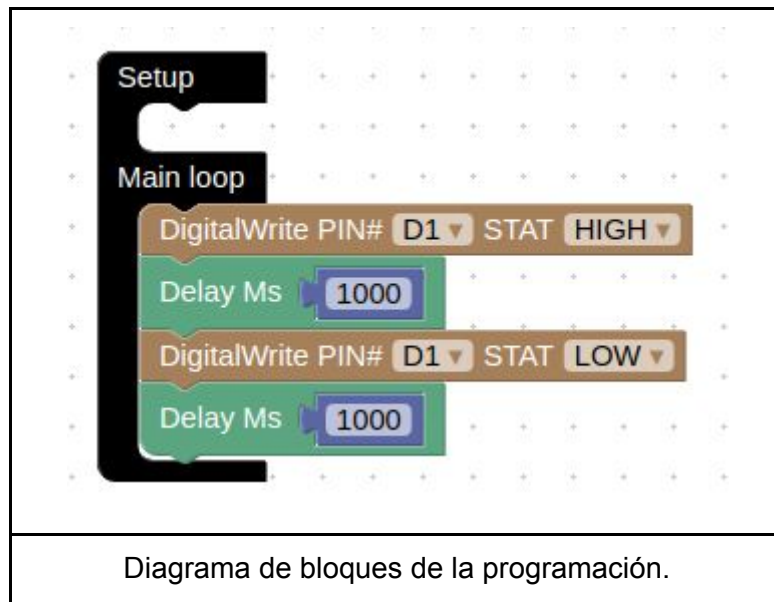 Setup
Main loop
DigitalWrite PIN# D1 STAT HIGH
Delay Ms 1000
DigitalWrite PIN# D1 STAT LOW
Delay Ms 1000
Diagrama de bloques de la programación.